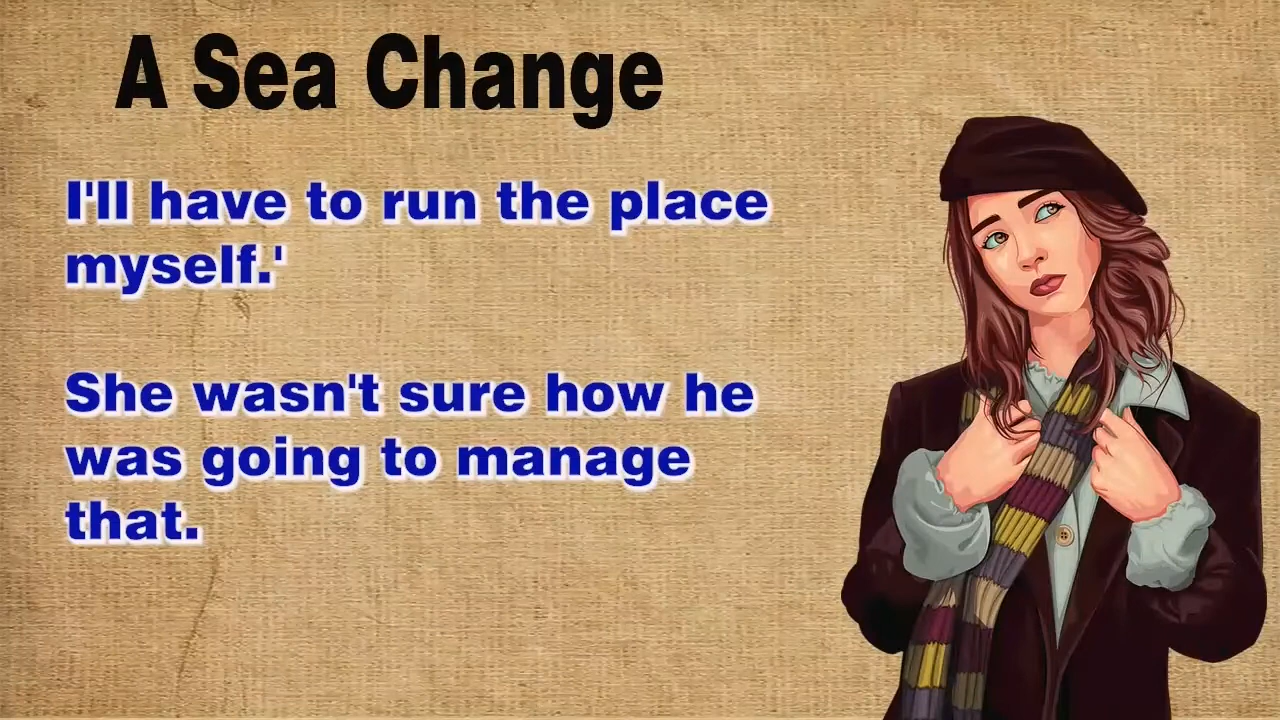 A Sea Change
I'll have to run the place
myself.'
She wasn't sure how he
was going to manage
that.